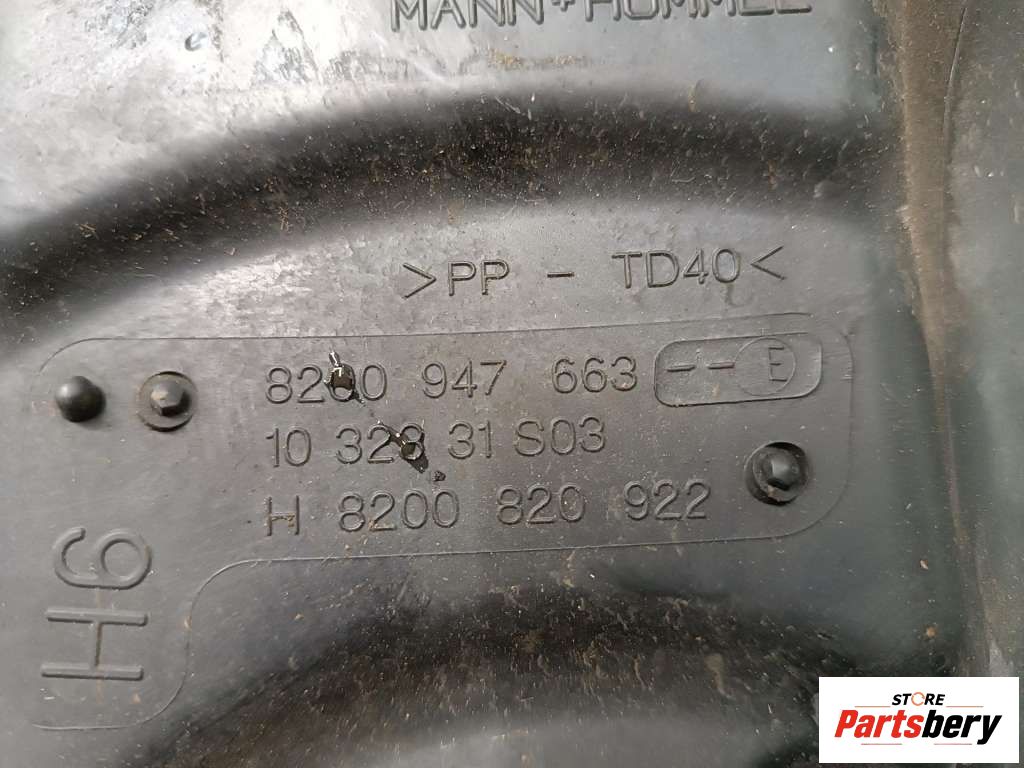 MANN+HUMMEL
>PP - TD40<
8200 947 663 -- E
10 328 31 S03
H 8200 820 922
H6
STORE
Partsbery